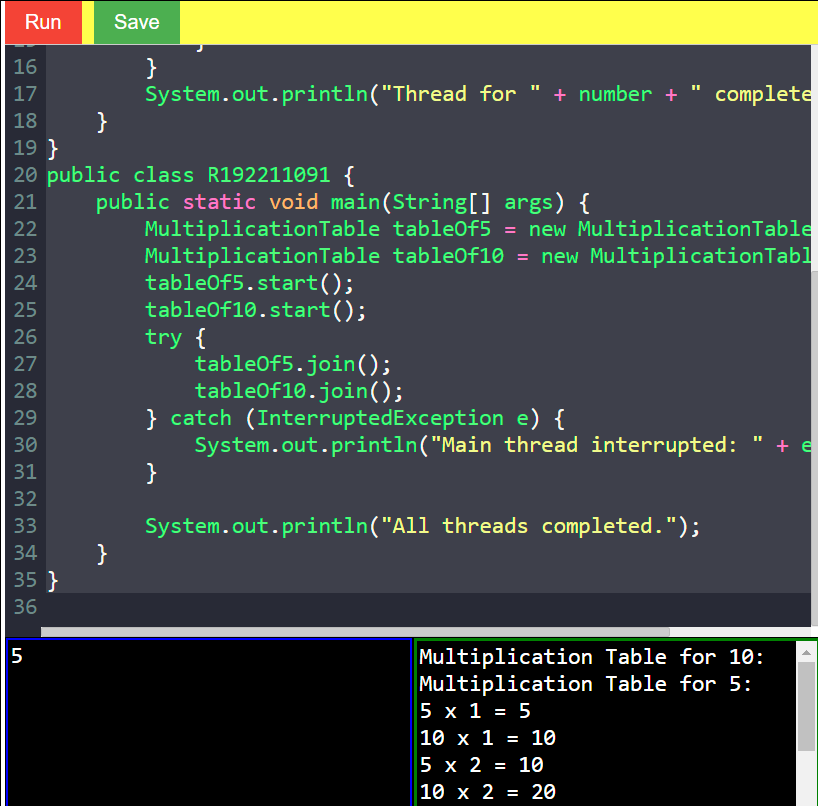 Run Save
16 }
17 System.out.println("Thread for " + number + " complete
18 }
19 }
20 public class R192211091 {
21 public static void main(String[] args) {
22 MultiplicationTable tableOf5 = new MultiplicationTable
23 MultiplicationTable tableOf10 = new MultiplicationTabl
24 tableOf5.start();
25 tableOf10.start();
26 try {
27 tableOf5.join();
28 tableOf10.join();
29 } catch (InterruptedException e) {
30 System.out.println("Main thread interrupted: " + e
31 }
32
33 System.out.println("All threads completed.");
34 }
35 }
36
5
Multiplication Table for 10:
Multiplication Table for 5:
5 x 1 = 5
10 x 1 = 10
5 x 2 = 10
10 x 2 = 20